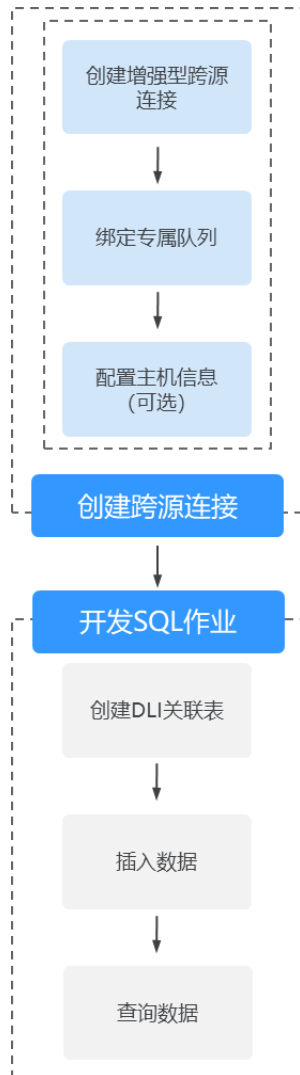 创建增强型跨源
连接
绑定专属队列
配置主机信息
(可选)
创建跨源连接
开发SQL作业
创建DLI关联表
插入数据
查询数据